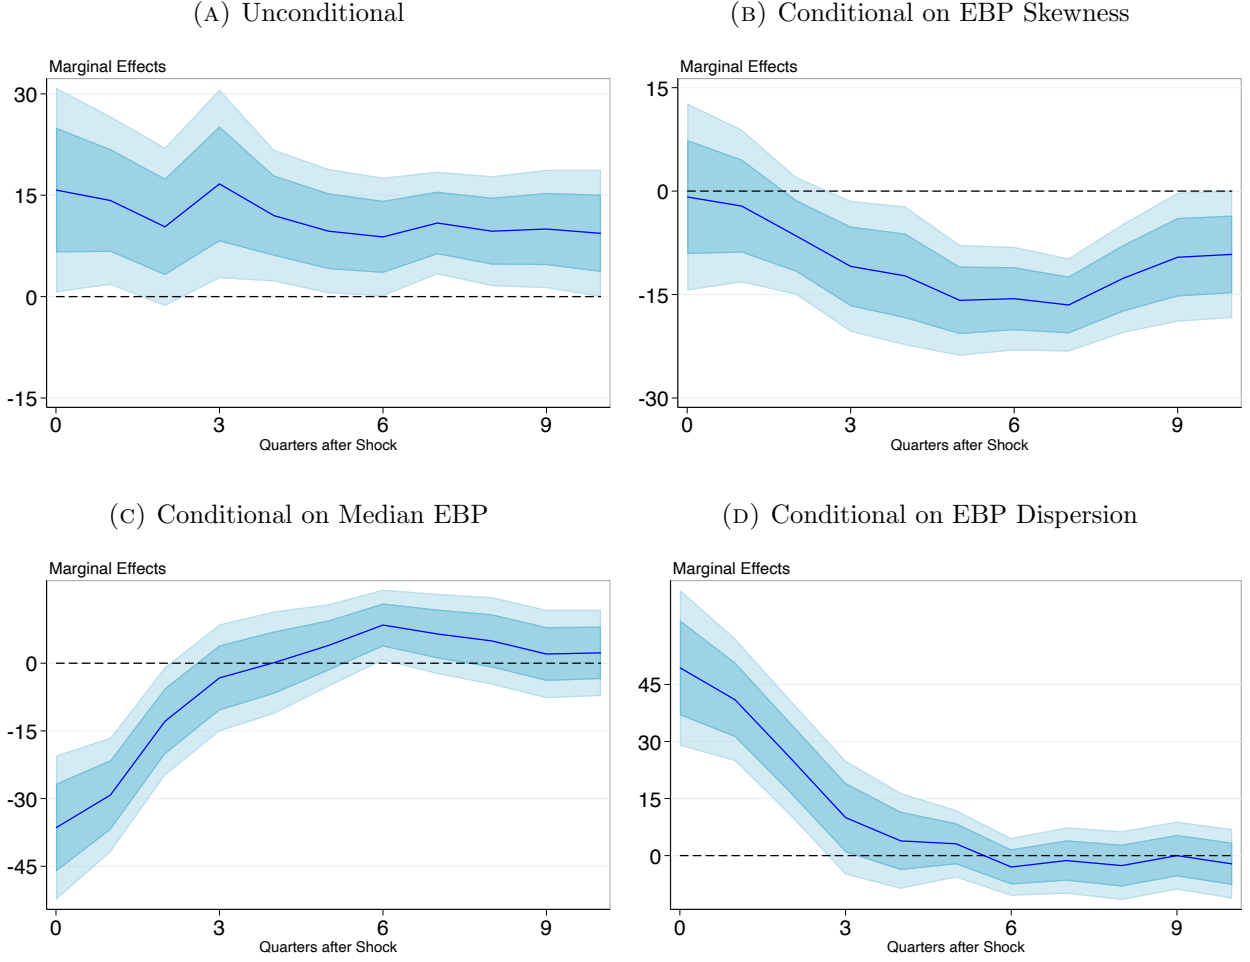 (A) Unconditional
Marginal Effects
30
15
0
-15
0 3 6 9
Quarters after Shock
(B) Conditional on EBP Skewness
Marginal Effects
15
0
-15
-30
0 3 6 9
Quarters after Shock
(C) Conditional on Median EBP
Marginal Effects
0
-15
-30
-45
0 3 6 9
Quarters after Shock
(D) Conditional on EBP Dispersion
Marginal Effects
45
30
15
0
0 3 6 9
Quarters after Shock